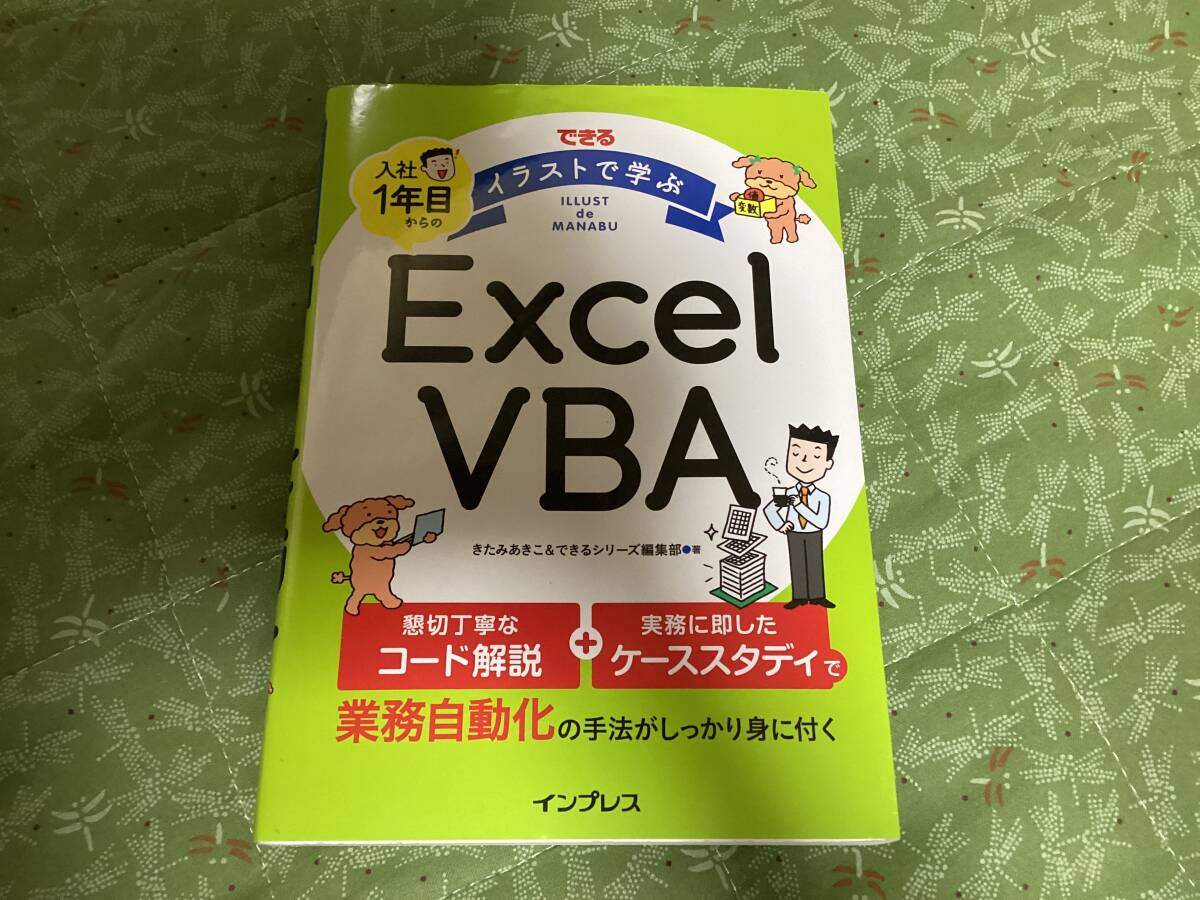 できる
入社
1年目
からの
イラストで学ぶ
ILLUST
de
MANABU
値
変数
Excel
VBA
きたみあきこ&できるシリーズ編集部●著
懇切丁寧な
コード解説
+
実務に即した
ケーススタディで
業務自動化の手法がしっかり身に付く
インプレス